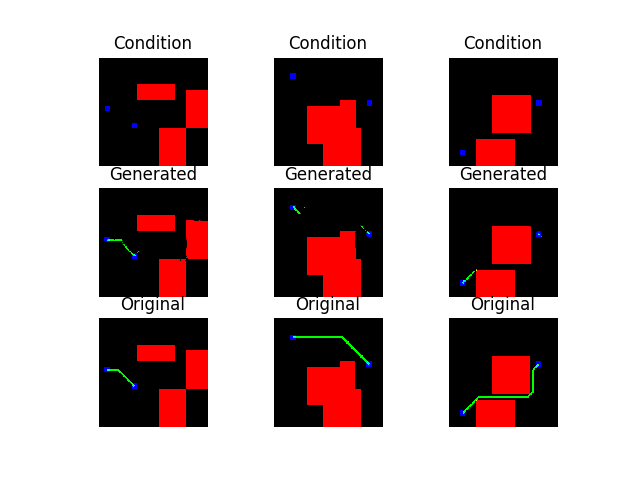 Condition Condition Condition
Generated Generated Generated
Original Original Original